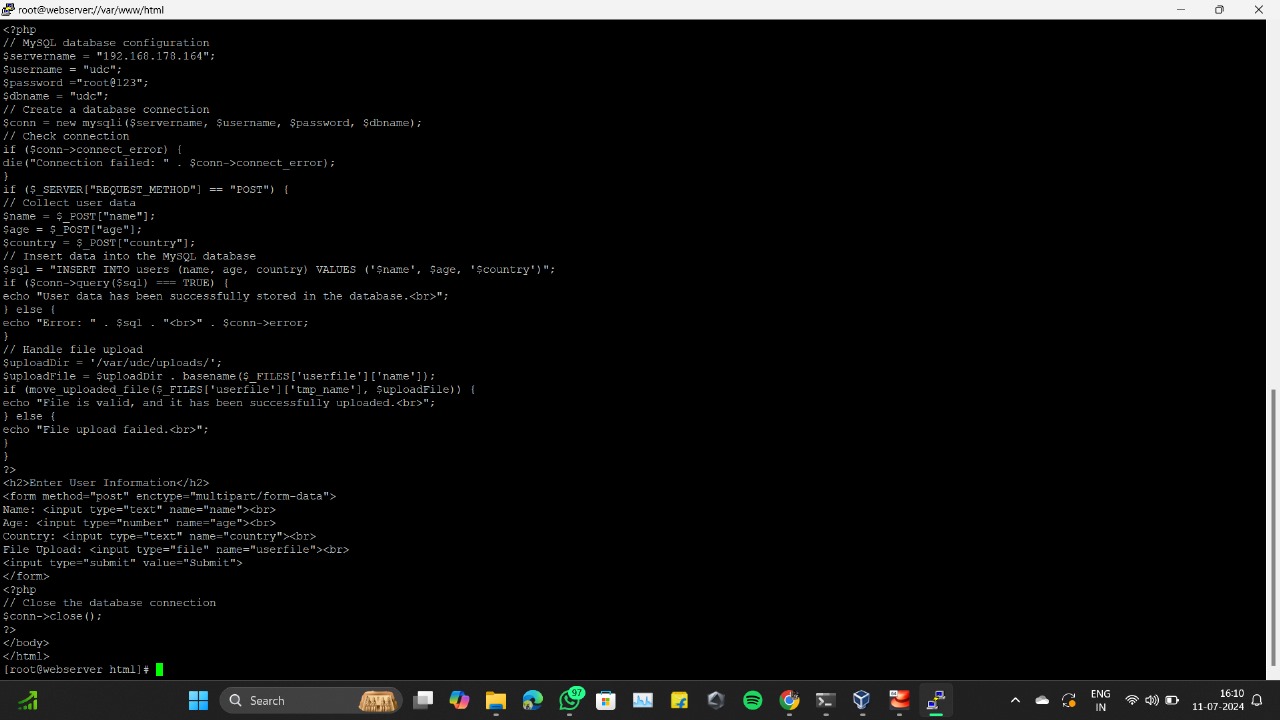 root@webserver://var/www/html
<?php
// MySQL database configuration
$servername = "192.168.178.164";
$username = "udc";
$password ="root@123";
$dbname = "udc";
// Create a database connection
$conn = new mysqli($servername, $username, $password, $dbname);
// Check connection
if ($conn->connect_error) {
die("Connection failed: " . $conn->connect_error);
}
if ($_SERVER["REQUEST_METHOD"] == "POST") {
// Collect user data
$name = $_POST["name"];
$age = $_POST["age"];
$country = $_POST["country"];
// Insert data into the MySQL database
$sql = "INSERT INTO users (name, age, country) VALUES ('$name', $age, '$country')";
if ($conn->query($sql) === TRUE) {
echo "User data has been successfully stored in the database.<br>";
} else {
echo "Error: " . $sql . "<br>" . $conn->error;
}
// Handle file upload
$uploadDir = '/var/udc/uploads/';
$uploadFile = $uploadDir . basename($_FILES['userfile']['name']);
if (move_uploaded_file($_FILES['userfile']['tmp_name'], $uploadFile)) {
echo "File is valid, and it has been successfully uploaded.<br>";
} else {
echo "File upload failed.<br>";
}
}
?>
<h2>Enter User Information</h2>
<form method="post" enctype="multipart/form-data">
Name: <input type="text" name="name"><br>
Age: <input type="number" name="age"><br>
Country: <input type="text" name="country"><br>
File Upload: <input type="file" name="userfile"><br>
<input type="submit" value="Submit">
</form>
<?php
// Close the database connection
$conn->close();
?>
</body>
</html>
[root@webserver html]#
Search
97
ENG
IN
16:10
11-07-2024